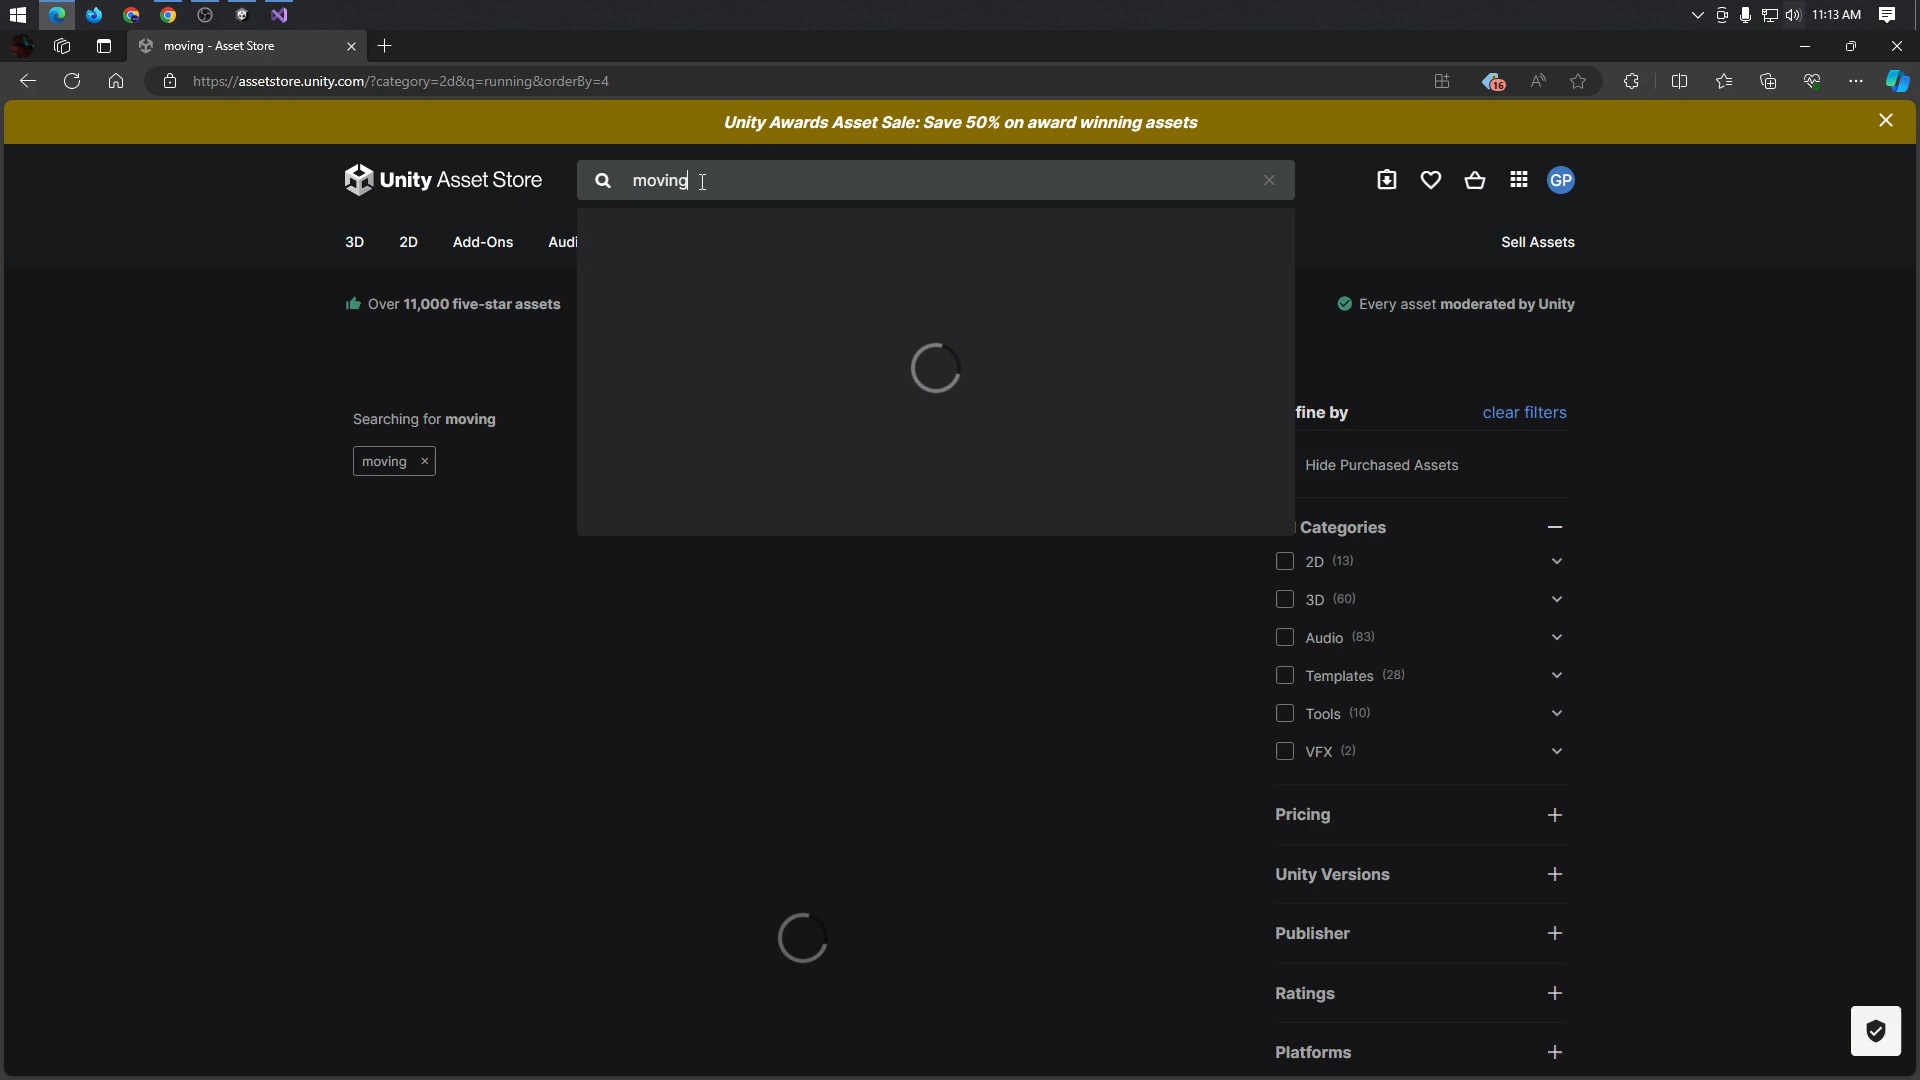 11:13 AM
moving - Asset Store
https://assetstore.unity.com/?category=2d&q=running&orderBy=4
16
Unity Awards Asset Sale: Save 50% on award winning assets
Unity Asset Store
moving
GP
3D
2D
Add-Ons
Audi
Sell Assets
Over 11,000 five-star assets
Every asset moderated by Unity
Searching for moving
moving
fine by
clear filters
Hide Purchased Assets
Categories
2D (13)
3D (60)
Audio (83)
Templates (28)
Tools (10)
VFX (2)
Pricing
Unity Versions
Publisher
Ratings
Platforms